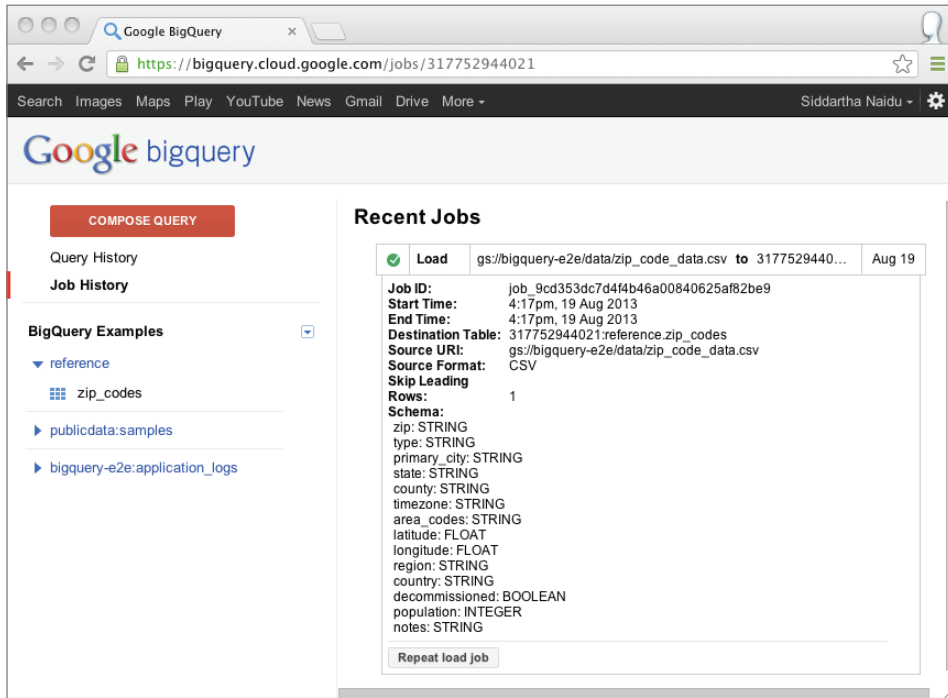 Google BigQuery ×
https://bigquery.cloud.google.com/jobs/317752944021
Search Images Maps Play YouTube News Gmail Drive More Siddartha Naidu
Google bigquery
COMPOSE QUERY
Query History
Job History
BigQuery Examples
reference
zip_codes
publicdata:samples
bigquery-e2e:application_logs
Recent Jobs
Load gs://bigquery-e2e/data/zip_code_data.csv to 3177529440... Aug 19
Job ID: job_9cd353dc7d4f4b46a00840625af82be9
Start Time: 4:17pm, 19 Aug 2013
End Time: 4:17pm, 19 Aug 2013
Destination Table: 317752944021:reference.zip_codes
Source URI: gs://bigquery-e2e/data/zip_code_data.csv
Source Format: CSV
Skip Leading
Rows: 1
Schema:
zip: STRING
type: STRING
primary_city: STRING
state: STRING
county: STRING
timezone: STRING
area_codes: STRING
latitude: FLOAT
longitude: FLOAT
region: STRING
country: STRING
decommissioned: BOOLEAN
population: INTEGER
notes: STRING
Repeat load job